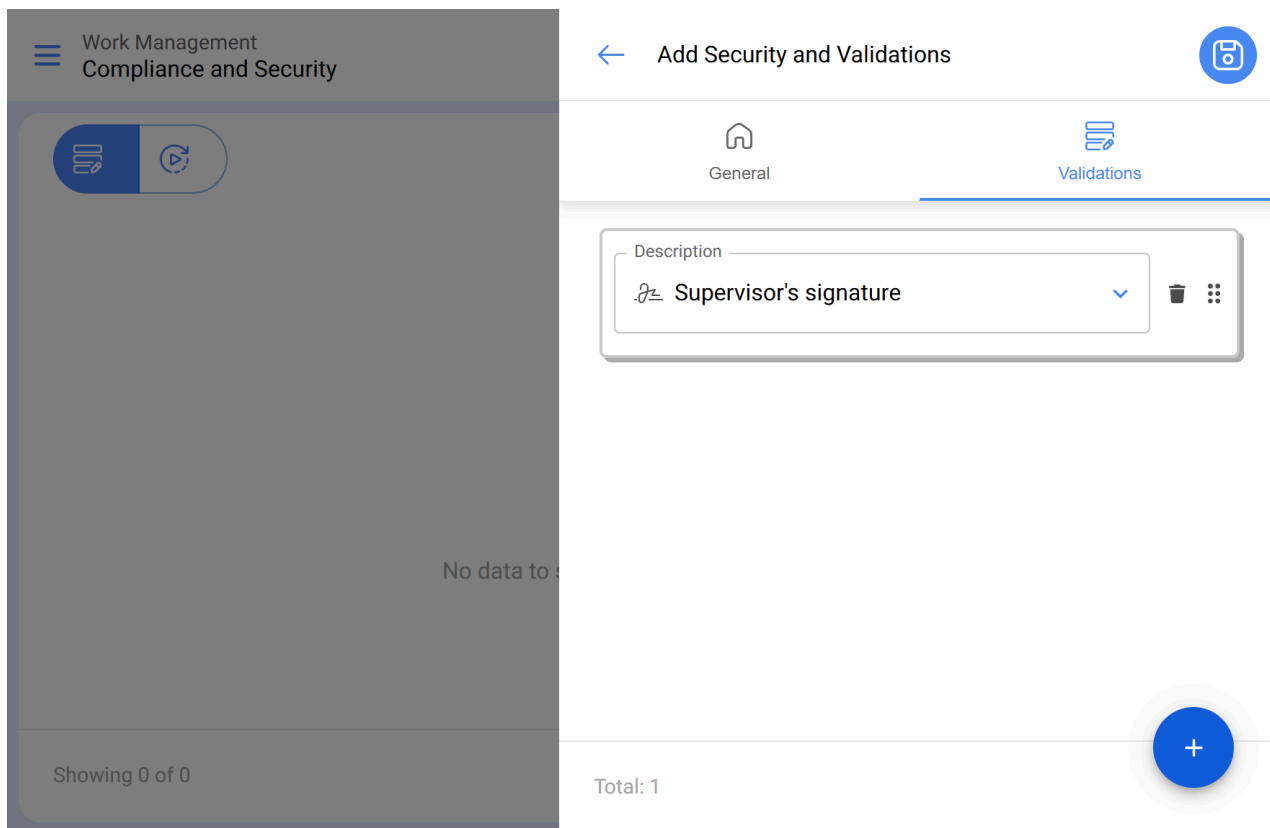 Work Management
Compliance and Security
No data to
Showing 0 of 0
Add Security and Validations
General
Validations
Description
Supervisor's signature
Total: 1